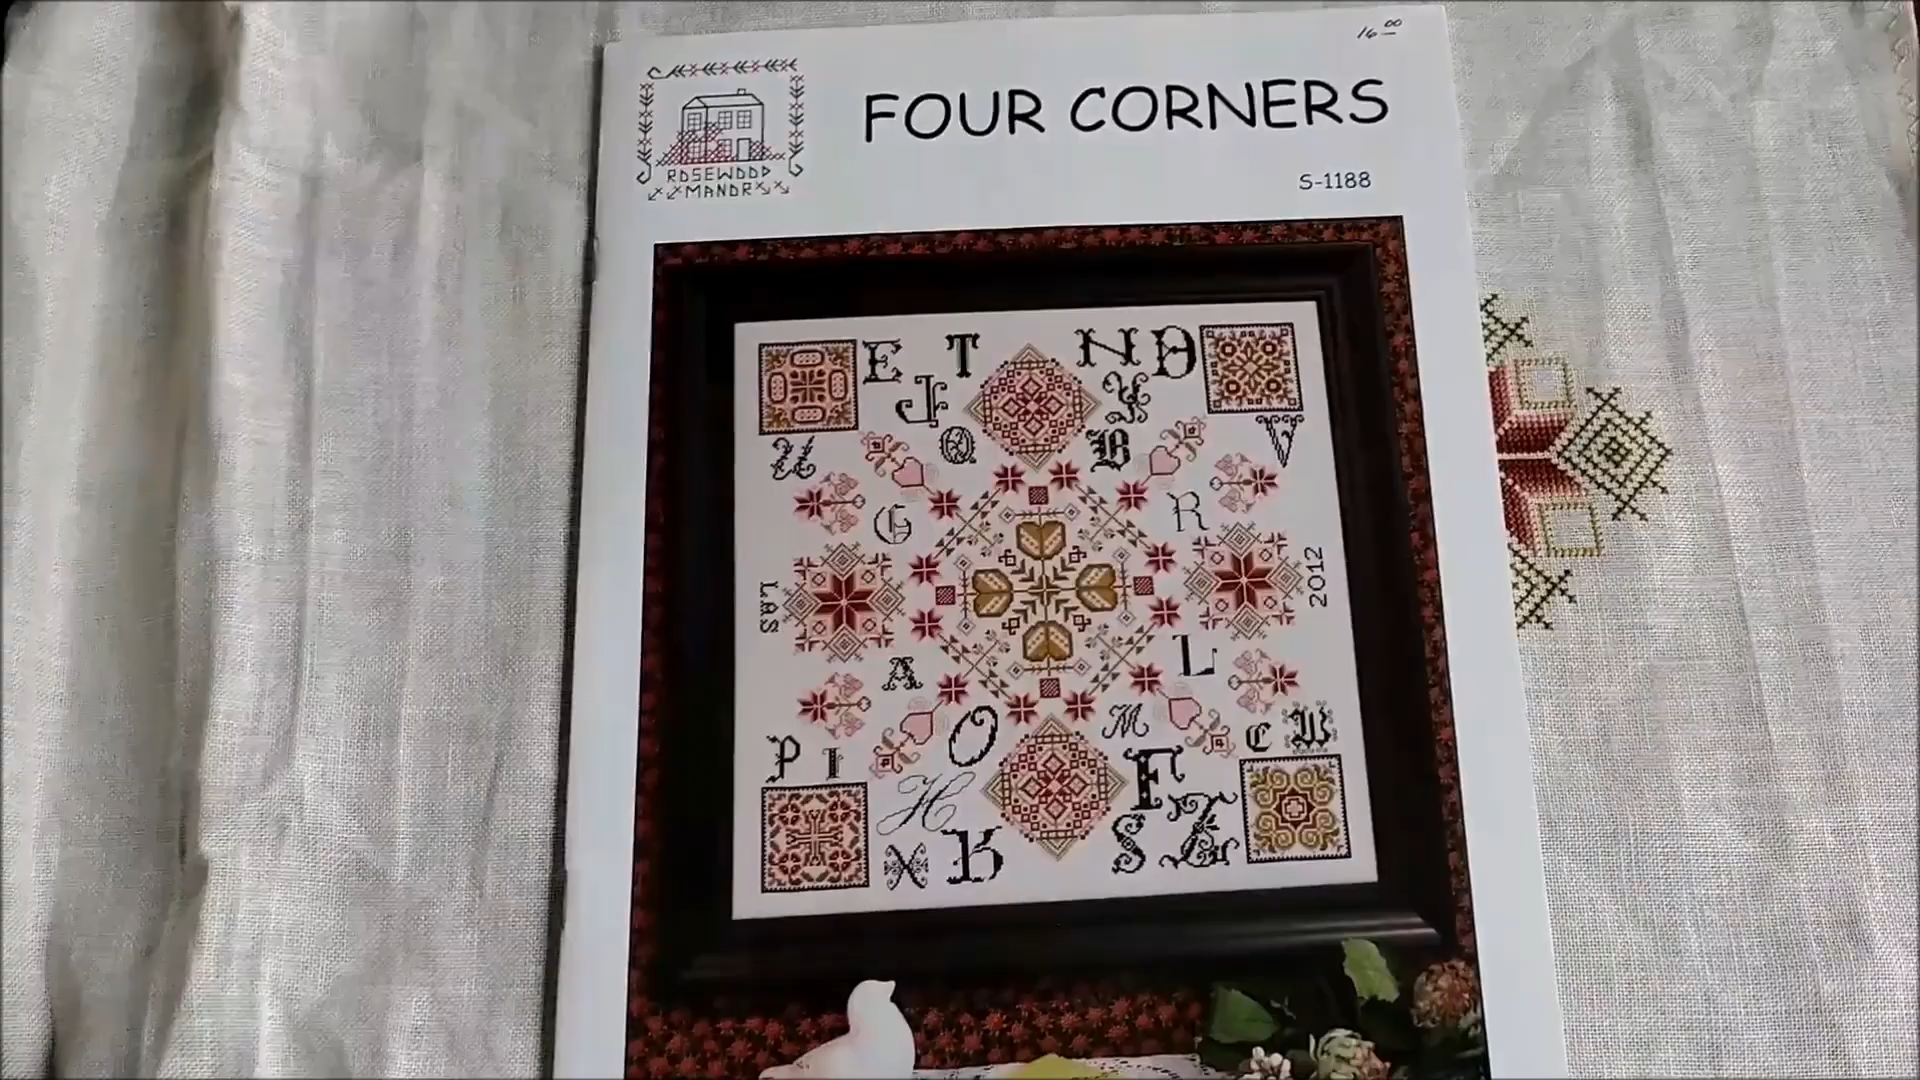 16.00
FOUR CORNERS
ROSEWOOD
MANOR
S-1188
E T N D
J Y
U Q B V
G R
LAS
2012
A L
P I O M C W
H F
X K S Z